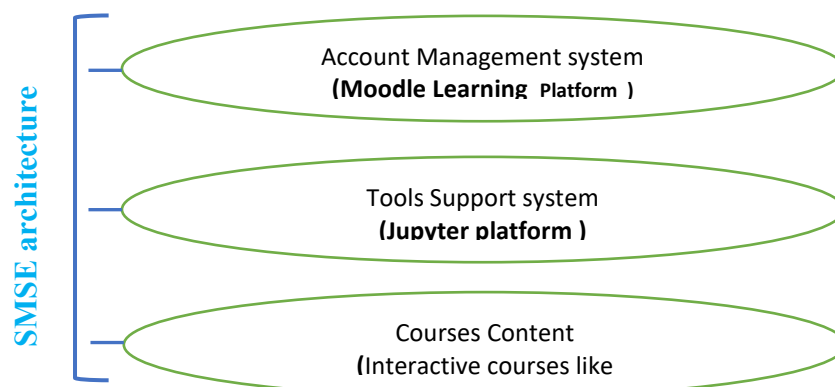 SMSE architecture
Account Management system
(Moodle Learning Platform )
Tools Support system
(Jupyter platform )
Courses Content
(Interactive courses like